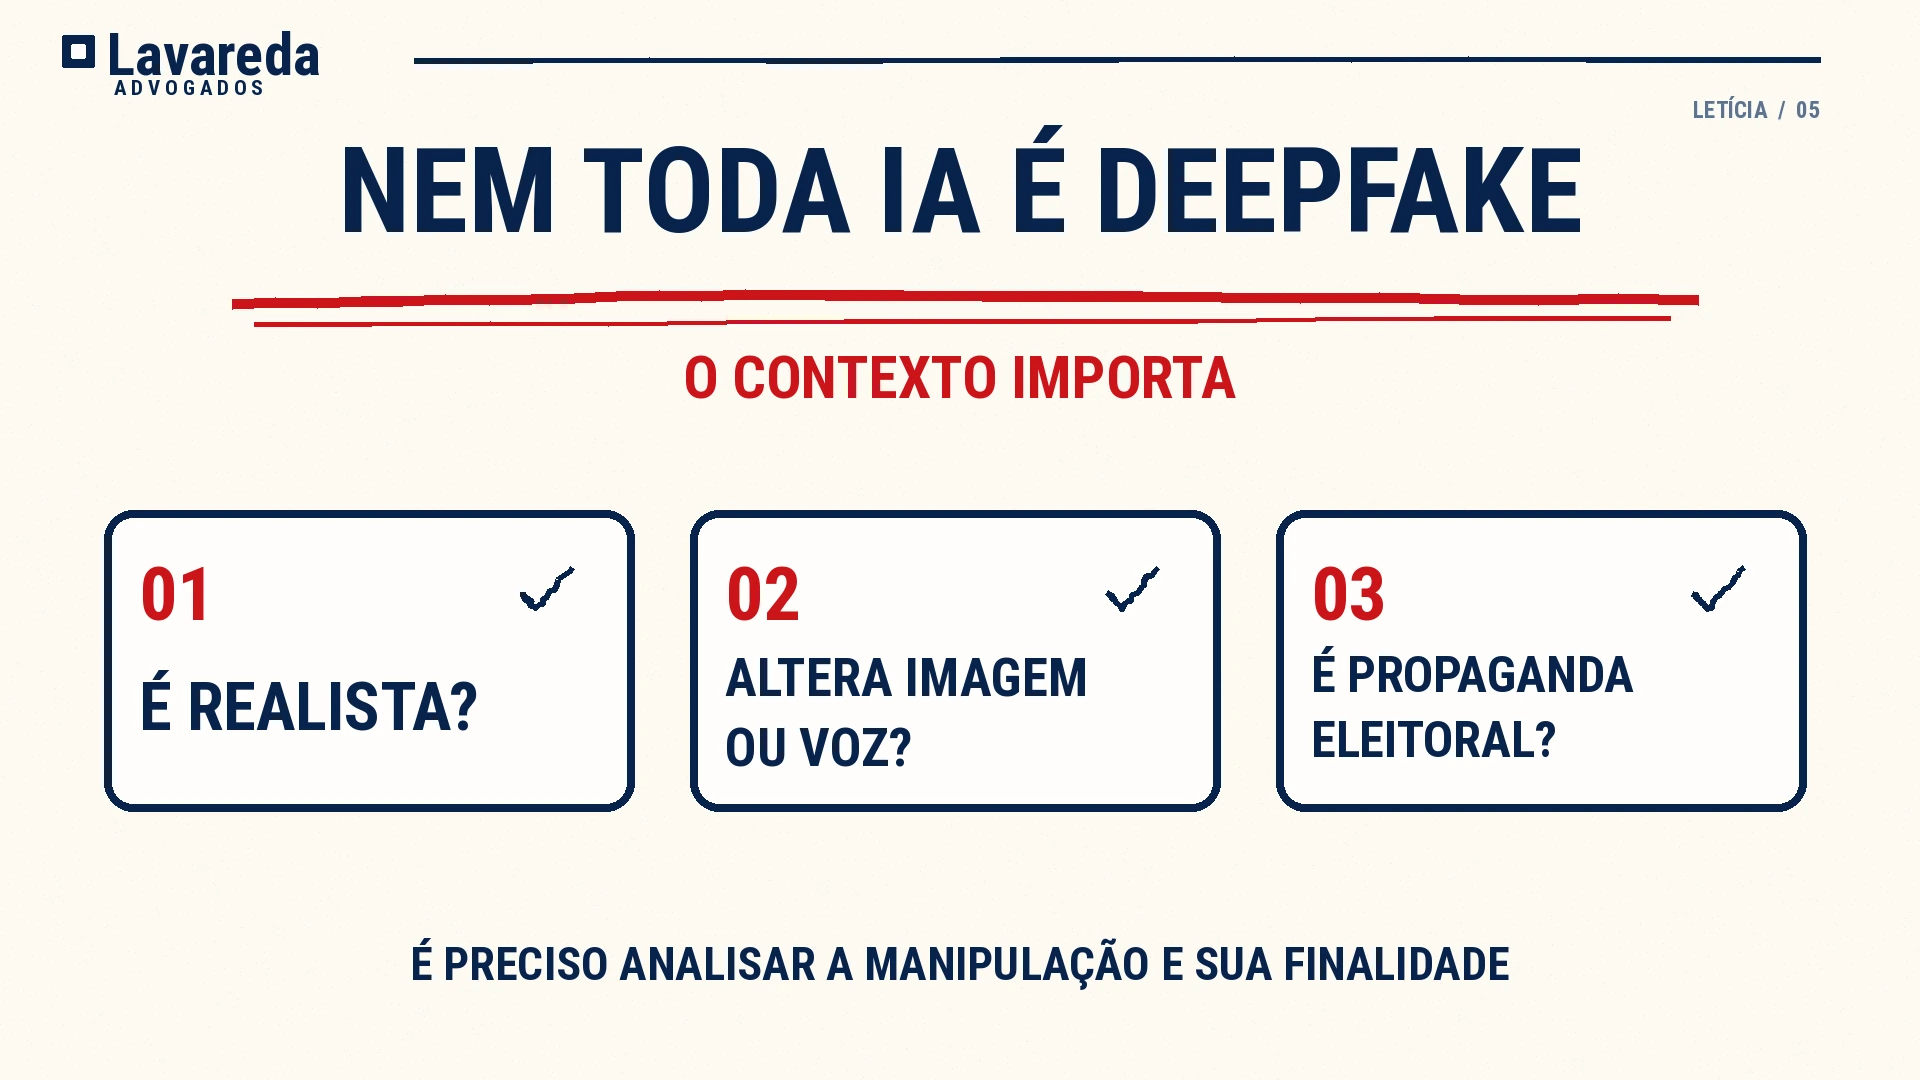 Lavareda
ADVOGADOS
LETÍCIA / 05
NEM TODA IA É DEEPFAKE
O CONTEXTO IMPORTA
01
É REALISTA?
02
ALTERA IMAGEM
OU VOZ?
03
É PROPAGANDA
ELEITORAL?
É PRECISO ANALISAR A MANIPULAÇÃO E SUA FINALIDADE